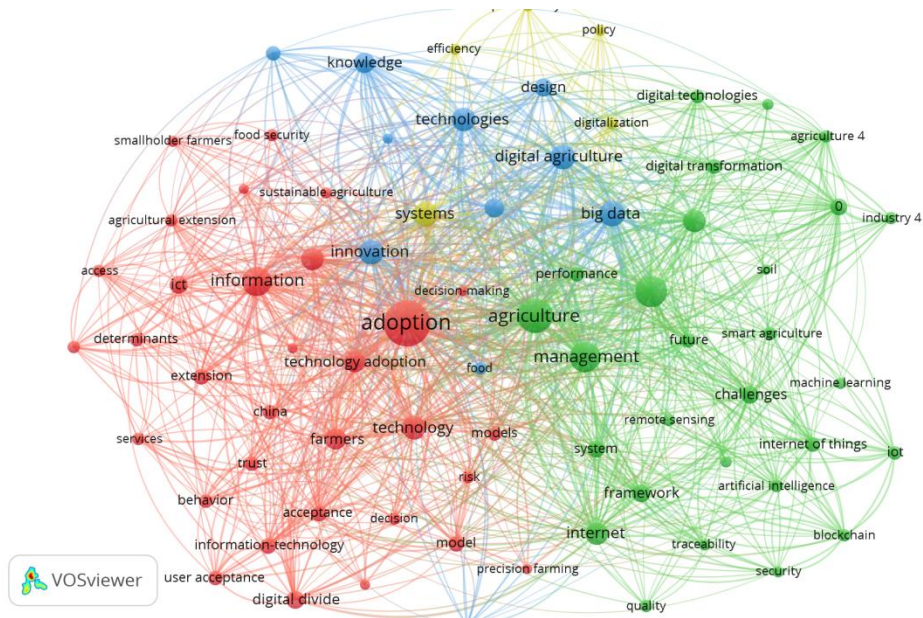 policy
efficiency
knowledge
design
digital technologies
technologies
digitalization
agriculture 4
smallholder farmers
food security
digital agriculture
digital transformation
sustainable agriculture
0
agricultural extension
systems
big data
industry 4
innovation
access
information
performance
soil
ict
decision-making
adoption
agriculture
determinants
future
smart agriculture
technology adoption
management
food
extension
machine learning
challenges
china
remote sensing
services
farmers
technology
models
system
internet of things
iot
trust
risk
artificial intelligence
behavior
framework
acceptance
decision
internet
blockchain
information-technology
model
traceability
user acceptance
precision farming
security
digital divide
quality
VOSviewer